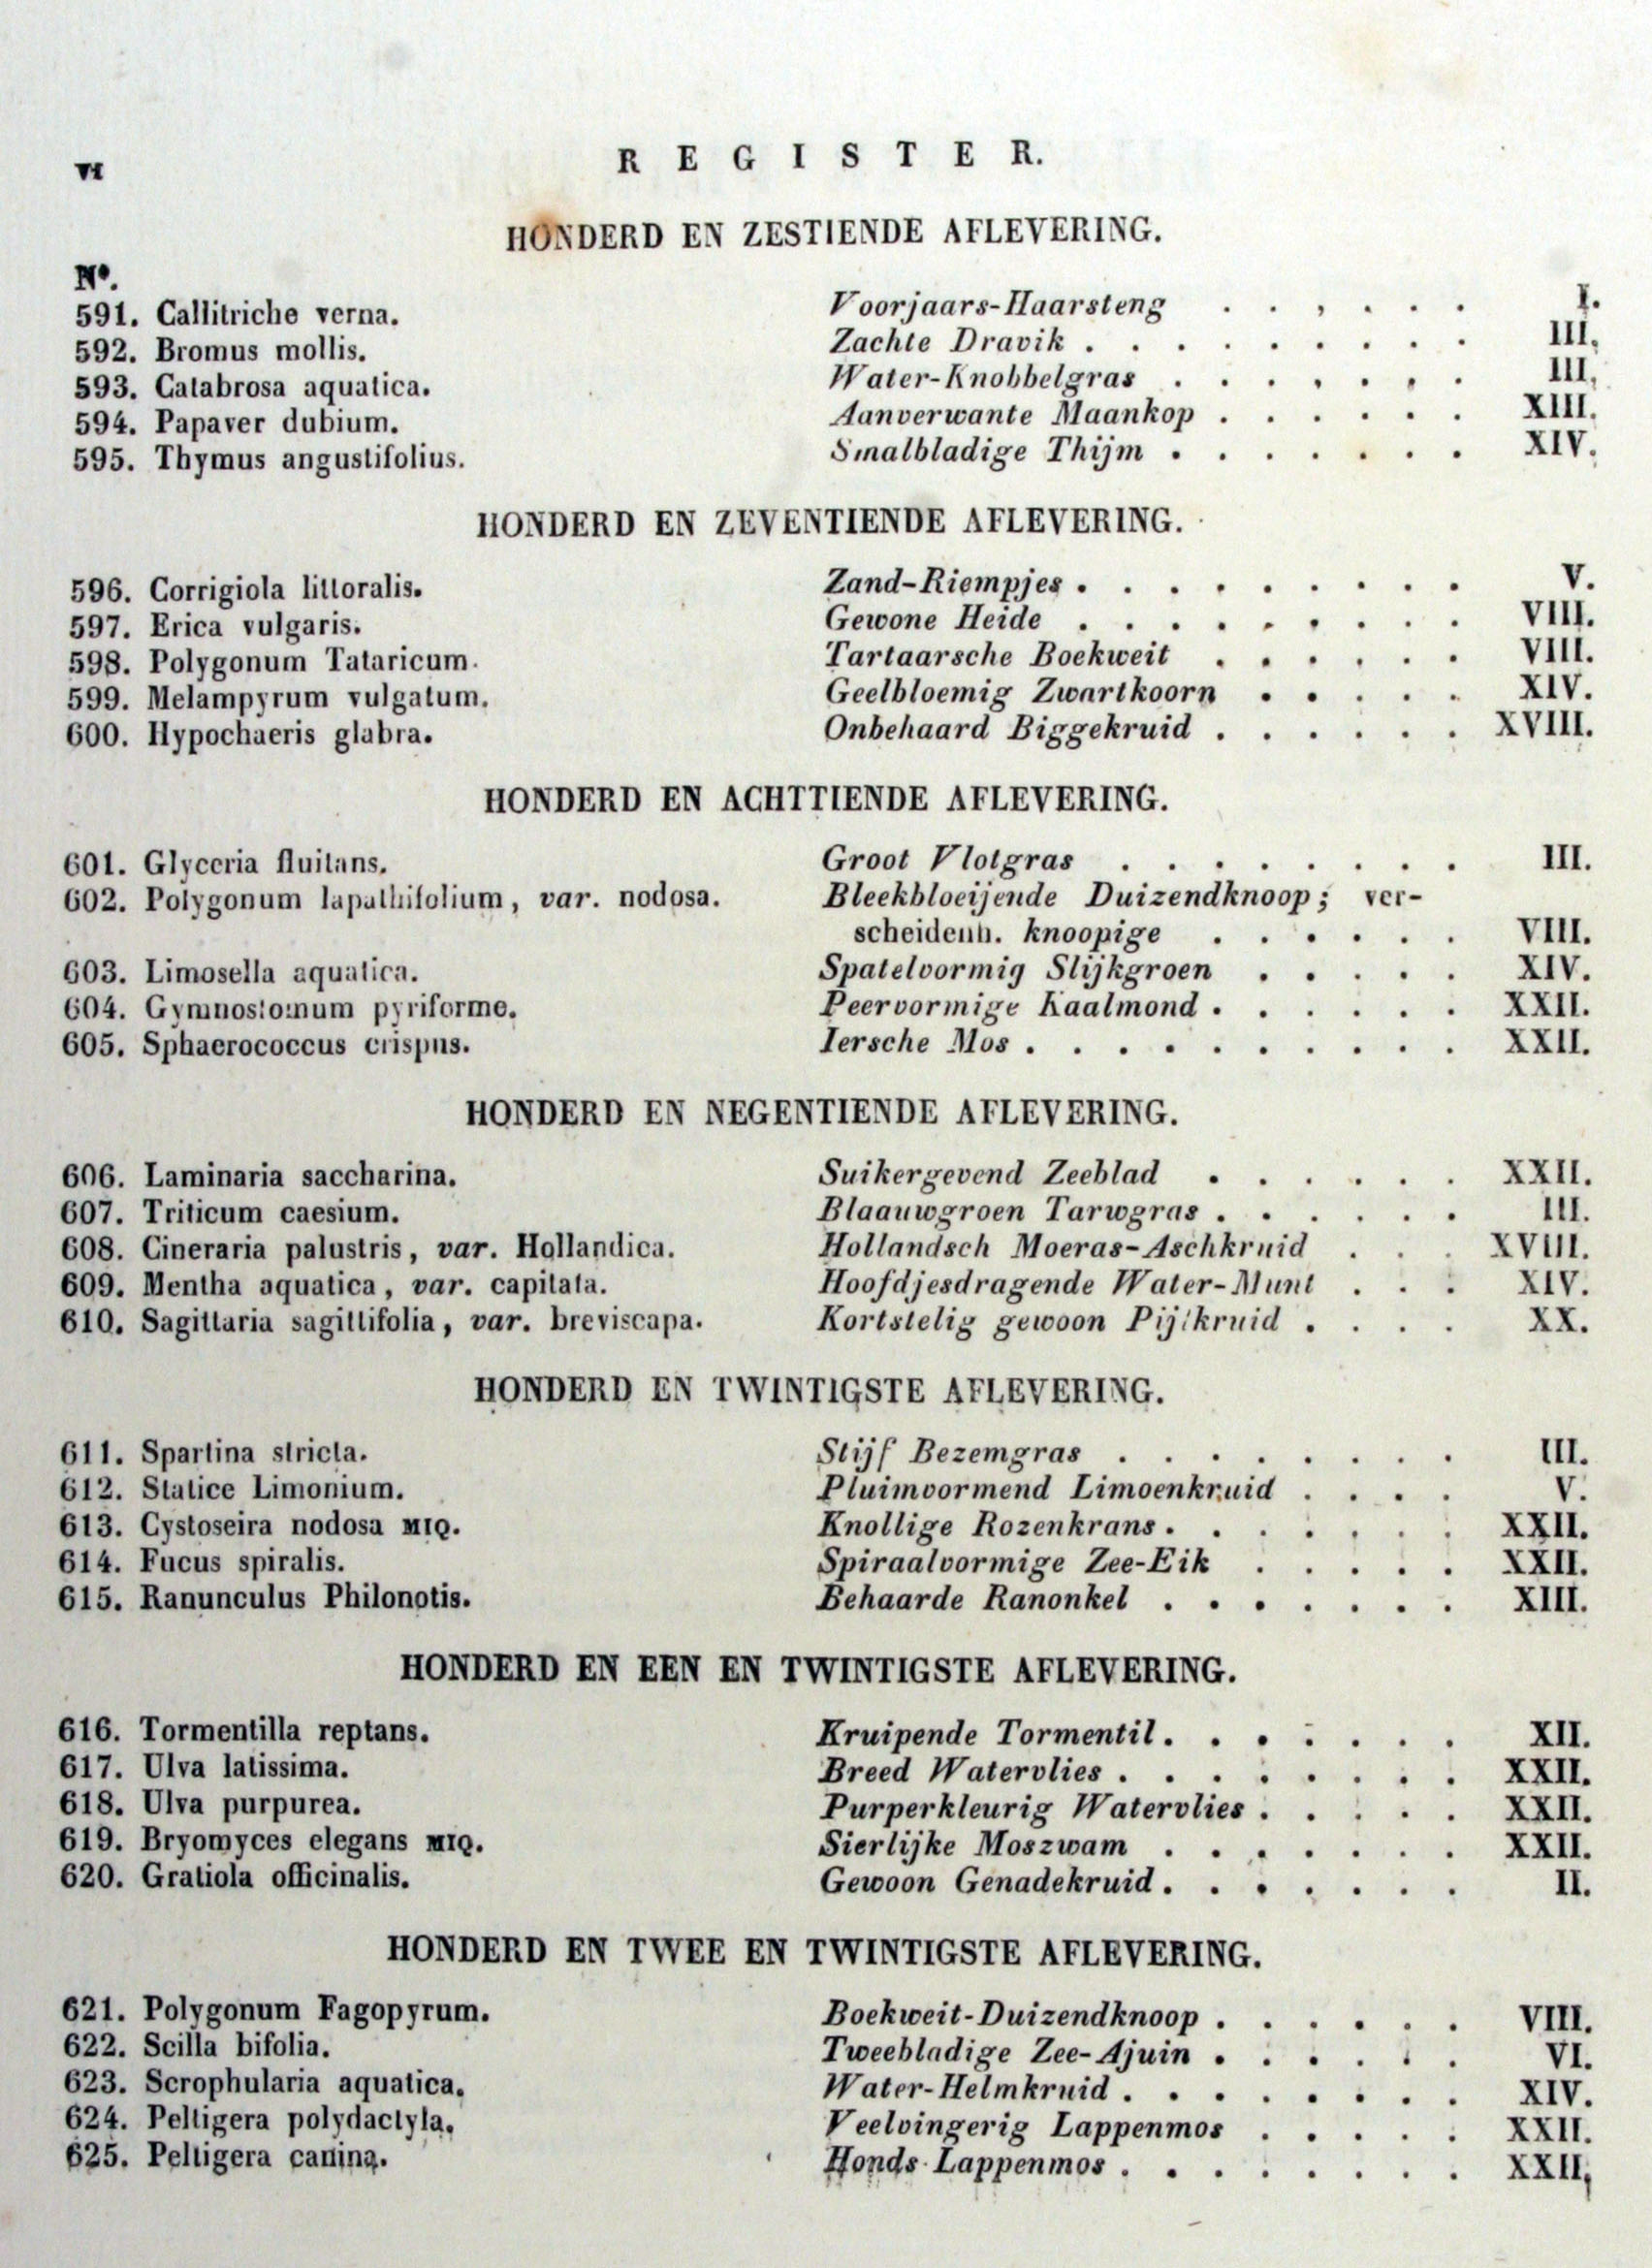 VI
R E G I S T E R.
HONDERD EN ZESTIENDE AFLEVERING.
N°.
591. Callitriche verna. Voorjaars-Haarsteng . . . . . . I.
592. Bromus mollis. Zachte Dravik . . . . . . . . . III.
593. Catabrosa aquatica. Water-Knobbelgras . . . . . . . III.
594. Papaver dubium. Aanverwante Maankop . . . . . . XIII.
595. Thymus angustifolius. Smalbladige Thijm . . . . . . . XIV.
HONDERD EN ZEVENTIENDE AFLEVERING.
596. Corrigiola littoralis. Zand-Riempjes . . . . . . . . . V.
597. Erica vulgaris. Gewone Heide . . . . . . . . . VIII.
598. Polygonum Tataricum. Tartaarsche Boekweit . . . . . . VIII.
599. Melampyrum vulgatum. Geelbloemig Zwartkoorn . . . . . XIV.
600. Hypochaeris glabra. Onbehaard Biggekruid . . . . . . XVIII.
HONDERD EN ACHTTIENDE AFLEVERING.
601. Glyceria fluitans. Groot Vlotgras . . . . . . . . III.
602. Polygonum lapathifolium, var. nodosa. Bleekbloeijende Duizendknoop; ver-
scheidenh. knoopige . . . . . . VIII.
603. Limosella aquatica. Spatelvormig Slijkgroen . . . . . XIV.
604. Gymnostomum pyriforme. Peervormige Kaalmond . . . . . . XXII.
605. Sphaerococcus crispus. Iersche Mos . . . . . . . . . . XXII.
HONDERD EN NEGENTIENDE AFLEVERING.
606. Laminaria saccharina. Suikergevend Zeeblad . . . . . . XXII.
607. Triticum caesium. Blaauwgroen Tarwgras . . . . . . III.
608. Cineraria palustris, var. Hollandica. Hollandsch Moeras-Aschkruid . . . XVIII.
609. Mentha aquatica, var. capitata. Hoofdjesdragende Water-Munt . . . XIV.
610. Sagittaria sagittifolia, var. breviscapa. Kortstelig gewoon Pijlkruid . . . . XX.
HONDERD EN TWINTIGSTE AFLEVERING.
611. Spartina stricta. Stijf Bezemgras . . . . . . . . III.
612. Statice Limonium. Pluimvormend Limoenkruid . . . . V.
613. Cystoseira nodosa MIQ. Knollige Rozenkrans . . . . . . . XXII.
614. Fucus spiralis. Spiraalvormige Zee-Eik . . . . . XXII.
615. Ranunculus Philonotis. Behaarde Ranonkel . . . . . . . XIII.
HONDERD EN EEN EN TWINTIGSTE AFLEVERING.
616. Tormentilla reptans. Kruipende Tormentil . . . . . . . XII.
617. Ulva latissima. Breed Watervlies . . . . . . . . XXII.
618. Ulva purpurea. Purperkleurig Watervlies . . . . . XXII.
619. Bryomyces elegans MIQ. Sierlijke Moszwam . . . . . . . XXII.
620. Gratiola officinalis. Gewoon Genadekruid . . . . . . . II.
HONDERD EN TWEE EN TWINTIGSTE AFLEVERING.
621. Polygonum Fagopyrum. Boekweit-Duizendknoop . . . . . . VIII.
622. Scilla bifolia. Tweebladige Zee-Ajuin . . . . . . VI.
623. Scrophularia aquatica. Water-Helmkruid . . . . . . . . XIV.
624. Peltigera polydactyla. Veelvingerig Lappenmos . . . . . XXII.
625. Peltigera canina. Honds-Lappenmos . . . . . . . . XXII.